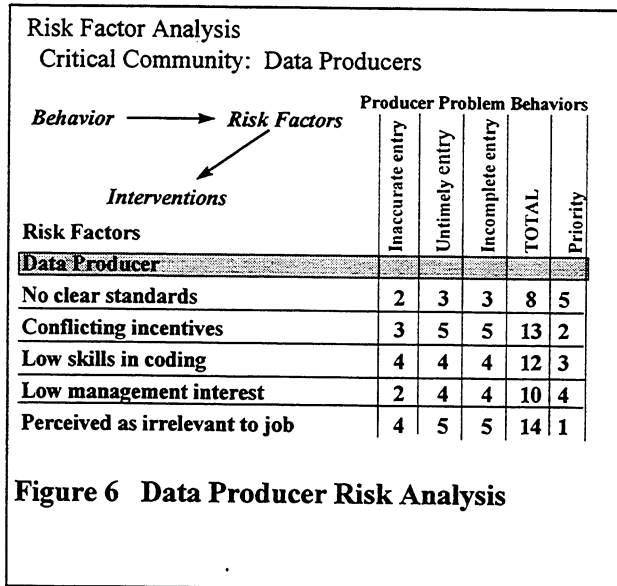 Risk Factor Analysis
Critical Community: Data Producers
Producer Problem Behaviors
Behavior Risk Factors
Interventions
Risk Factors Inaccurate entry Untimely entry Incomplete entry TOTAL Priority
Data Producer
No clear standards 2 3 3 8 5
Conflicting incentives 3 5 5 13 2
Low skills in coding 4 4 4 12 3
Low management interest 2 4 4 10 4
Perceived as irrelevant to job 4 5 5 14 1
Figure 6 Data Producer Risk Analysis